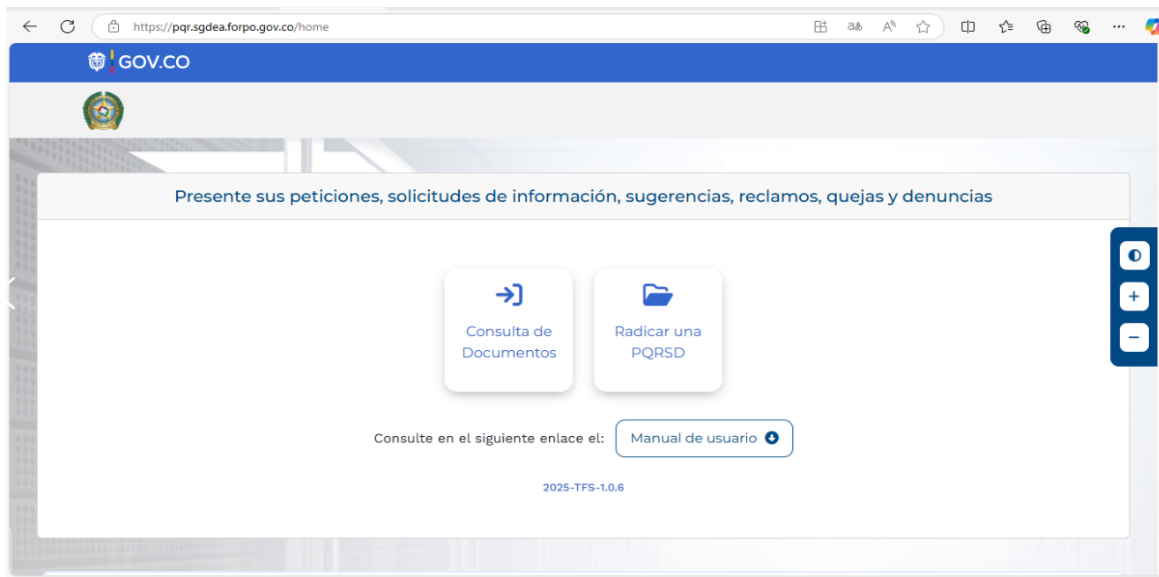 https://pqr.sgdea.forpo.gov.co/home
GOV.CO
Presente sus peticiones, solicitudes de información, sugerencias, reclamos, quejas y denuncias
Consulta de
Documentos
Radicar una
PQRSD
Consulte en el siguiente enlace el: Manual de usuario
2025-TFS-1.0.6